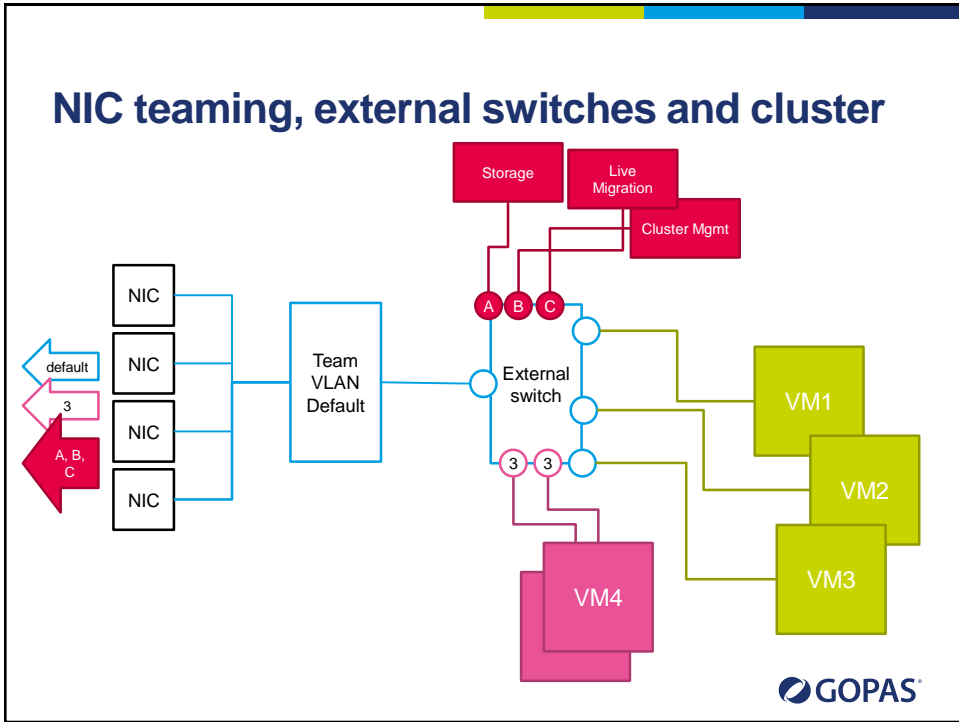 NIC teaming, external switches and cluster
Storage
Live
Migration
Cluster Mgmt
A
B
C
NIC
NIC
NIC
NIC
default
3
A, B,
C
Team
VLAN
Default
External
switch
3
3
VM1
VM2
VM3
VM4
GOPAS®